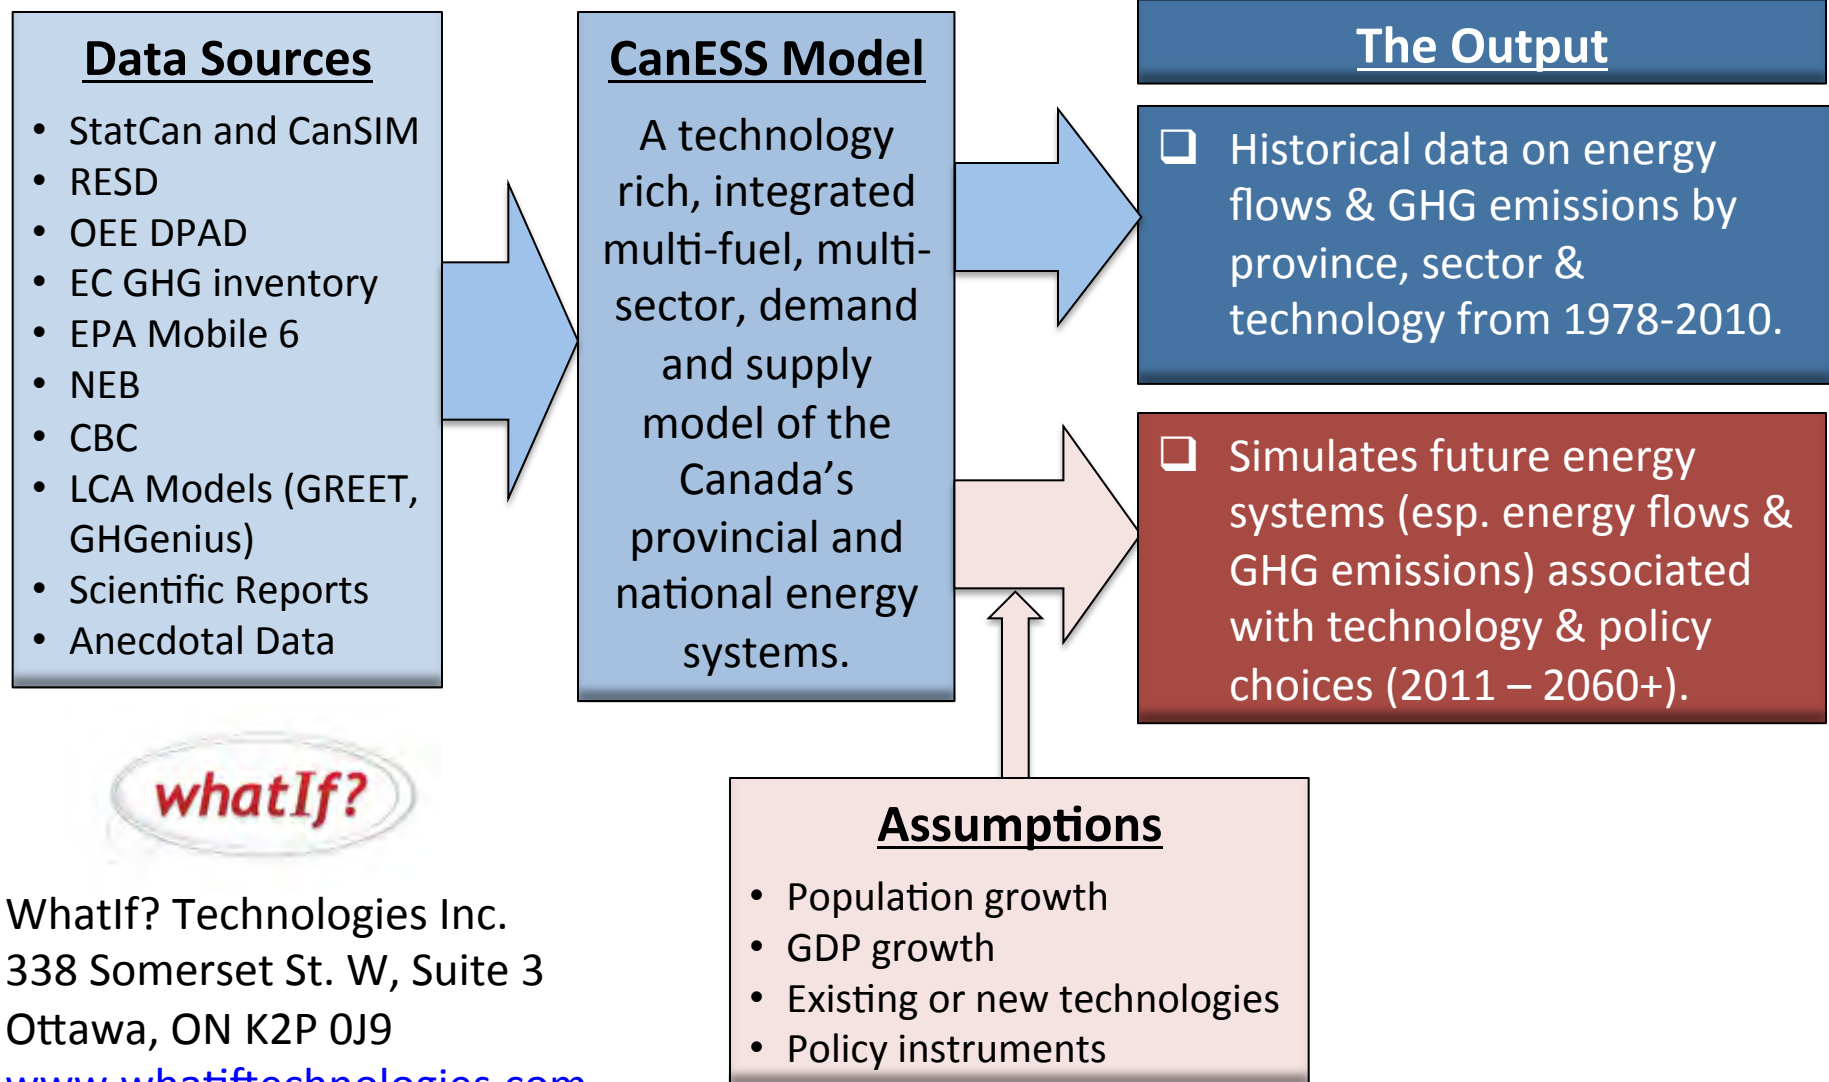 Data Sources
• StatCan and CanSIM
• RESD
• OEE DPAD
• EC GHG inventory
• EPA Mobile 6
• NEB
• CBC
• LCA Models (GREET,
GHGenius)
• Scientific Reports
• Anecdotal Data
CanESS Model
A technology
rich, integrated
multi-fuel, multi-
sector, demand
and supply
model of the
Canada’s
provincial and
national energy
systems.
The Output
❑ Historical data on energy
flows & GHG emissions by
province, sector &
technology from 1978-2010.
❑ Simulates future energy
systems (esp. energy flows &
GHG emissions) associated
with technology & policy
choices (2011 – 2060+).
Assumptions
• Population growth
• GDP growth
• Existing or new technologies
• Policy instruments
whatIf?
WhatIf? Technologies Inc.
338 Somerset St. W, Suite 3
Ottawa, ON K2P 0J9
www.whatiftechnologies.com